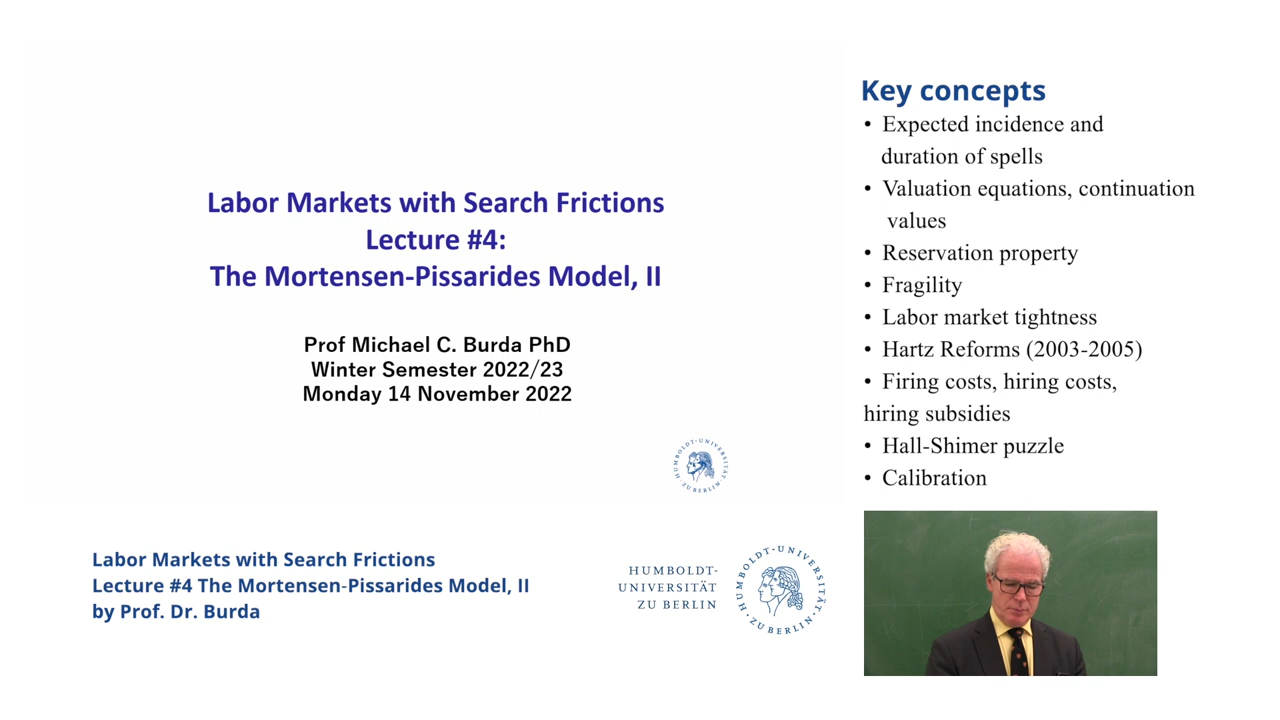 Labor Markets with Search Frictions
Lecture #4:
The Mortensen-Pissarides Model, II
Prof Michael C. Burda PhD
Winter Semester 2022/23
Monday 14 November 2022
HUMBOLDT-UNIVERSITÄT ZU BERLIN
Key concepts
• Expected incidence and
duration of spells
• Valuation equations, continuation
values
• Reservation property
• Fragility
• Labor market tightness
• Hartz Reforms (2003-2005)
• Firing costs, hiring costs,
hiring subsidies
• Hall-Shimer puzzle
• Calibration
Labor Markets with Search Frictions
Lecture #4 The Mortensen-Pissarides Model, II
by Prof. Dr. Burda
HUMBOLDT-
UNIVERSITÄT
ZU BERLIN
HUMBOLDT-UNIVERSITÄT
ZU BERLIN